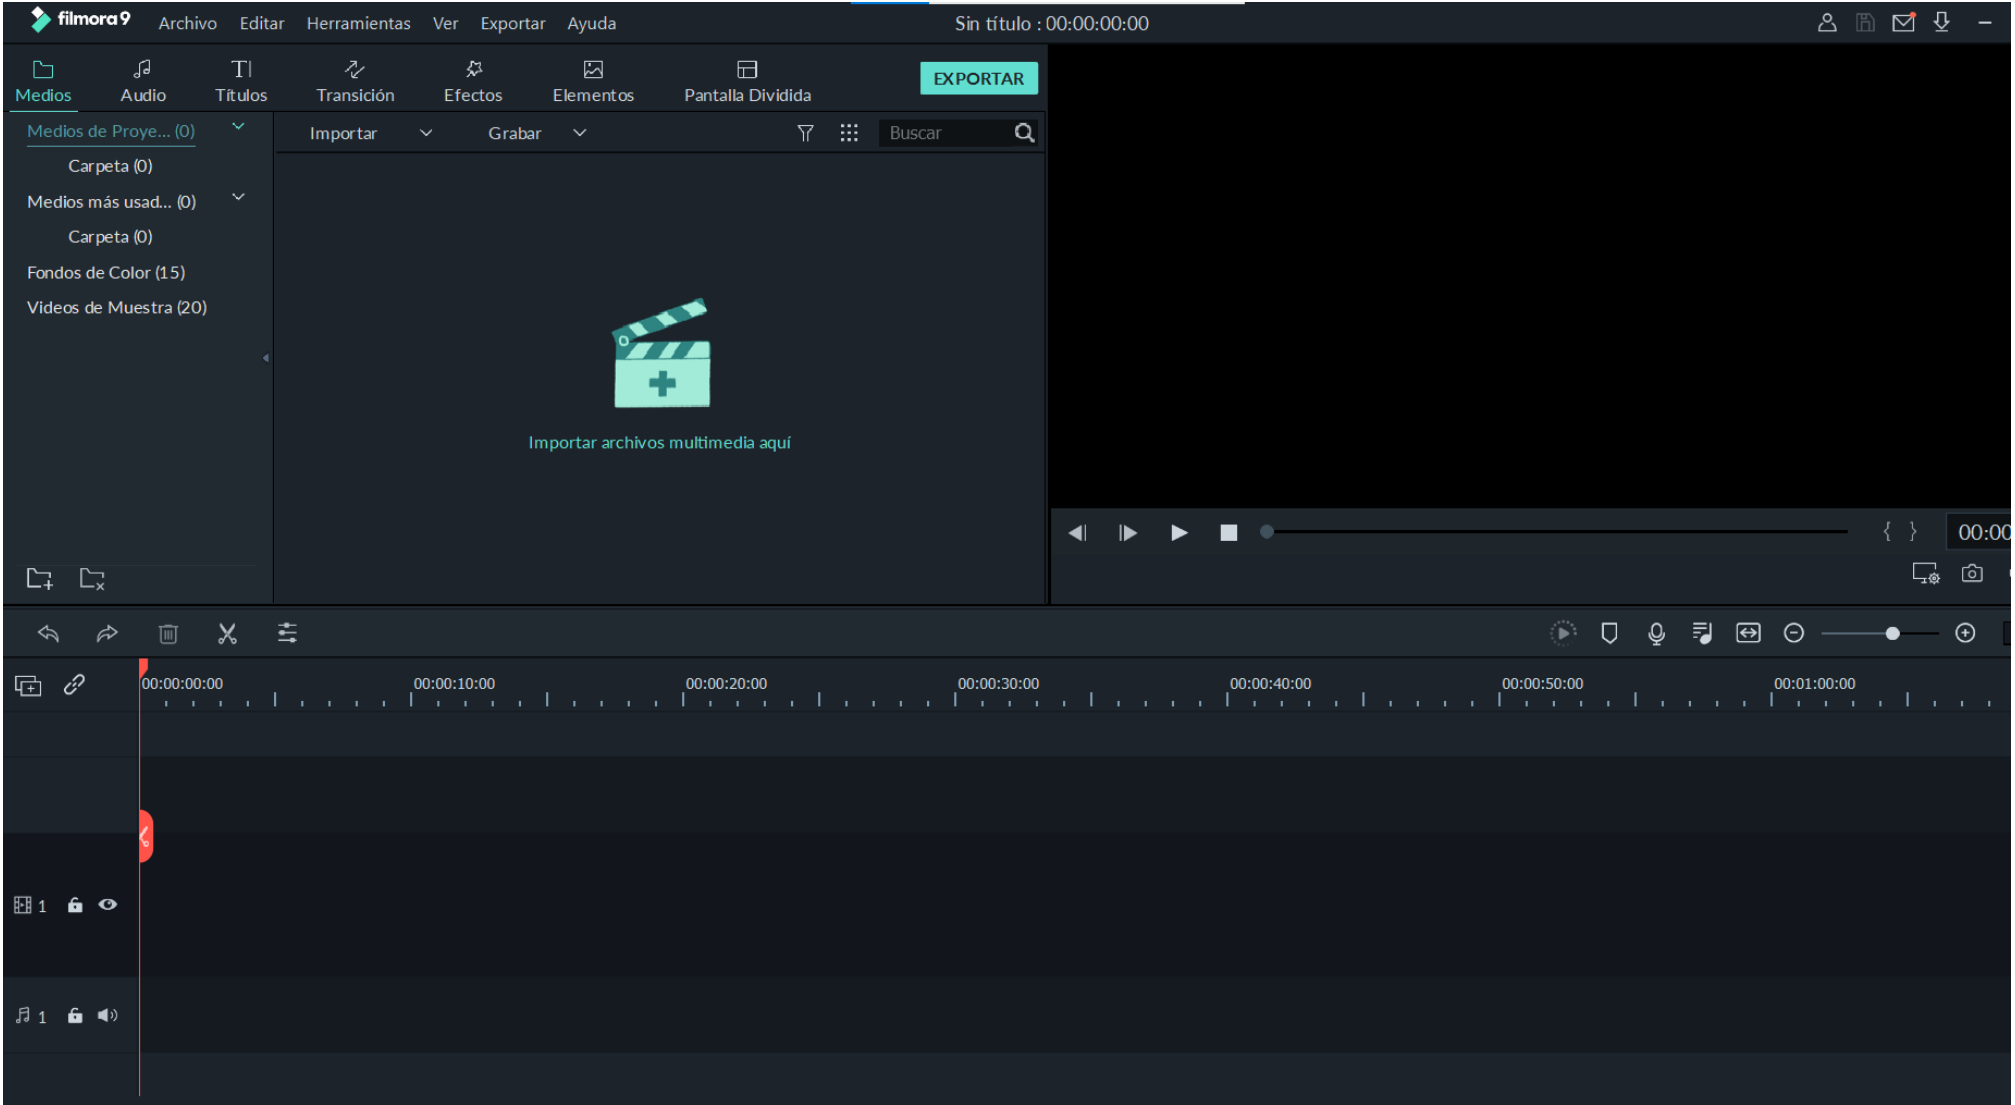 filmora9 Archivo Editar Herramientas Ver Exportar Ayuda Sin título : 00:00:00:00
Medios Audio Títulos Transición Efectos Elementos Pantalla Dividida EXPORTAR
Medios de Proye... (0) Importar Grabar Buscar
Carpeta (0)
Medios más usad... (0)
Carpeta (0)
Fondos de Color (15)
Videos de Muestra (20)
Importar archivos multimedia aquí
{ } 00:00
00:00:00:00 00:00:10:00 00:00:20:00 00:00:30:00 00:00:40:00 00:00:50:00 00:01:00:00
1
1